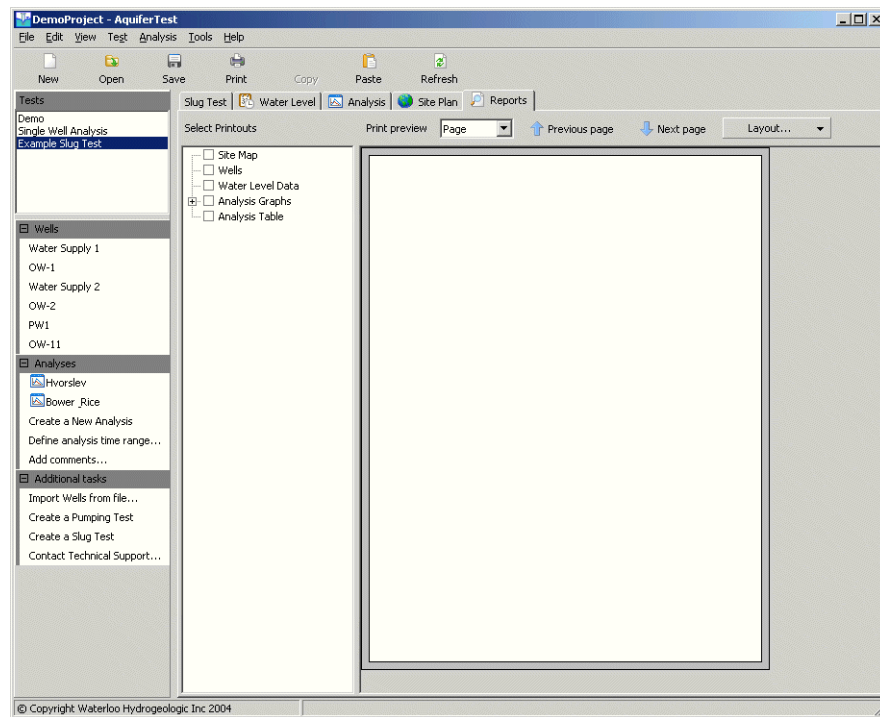 DemoProject - AquiferTest
File Edit View Test Analysis Tools Help
New Open Save Print Copy Paste Refresh
Tests
Demo
Single Well Analysis
Example Slug Test
Wells
Water Supply 1
OW-1
Water Supply 2
OW-2
PW1
OW-11
Analyses
Hvorslev
Bower_Rice
Create a New Analysis
Define analysis time range...
Add comments...
Additional tasks
Import Wells from file...
Create a Pumping Test
Create a Slug Test
Contact Technical Support...
Slug Test Water Level Analysis Site Plan Reports
Select Printouts Print preview Page Previous page Next page Layout...
Site Map
Wells
Water Level Data
Analysis Graphs
Analysis Table
© Copyright Waterloo Hydrogeologic Inc 2004